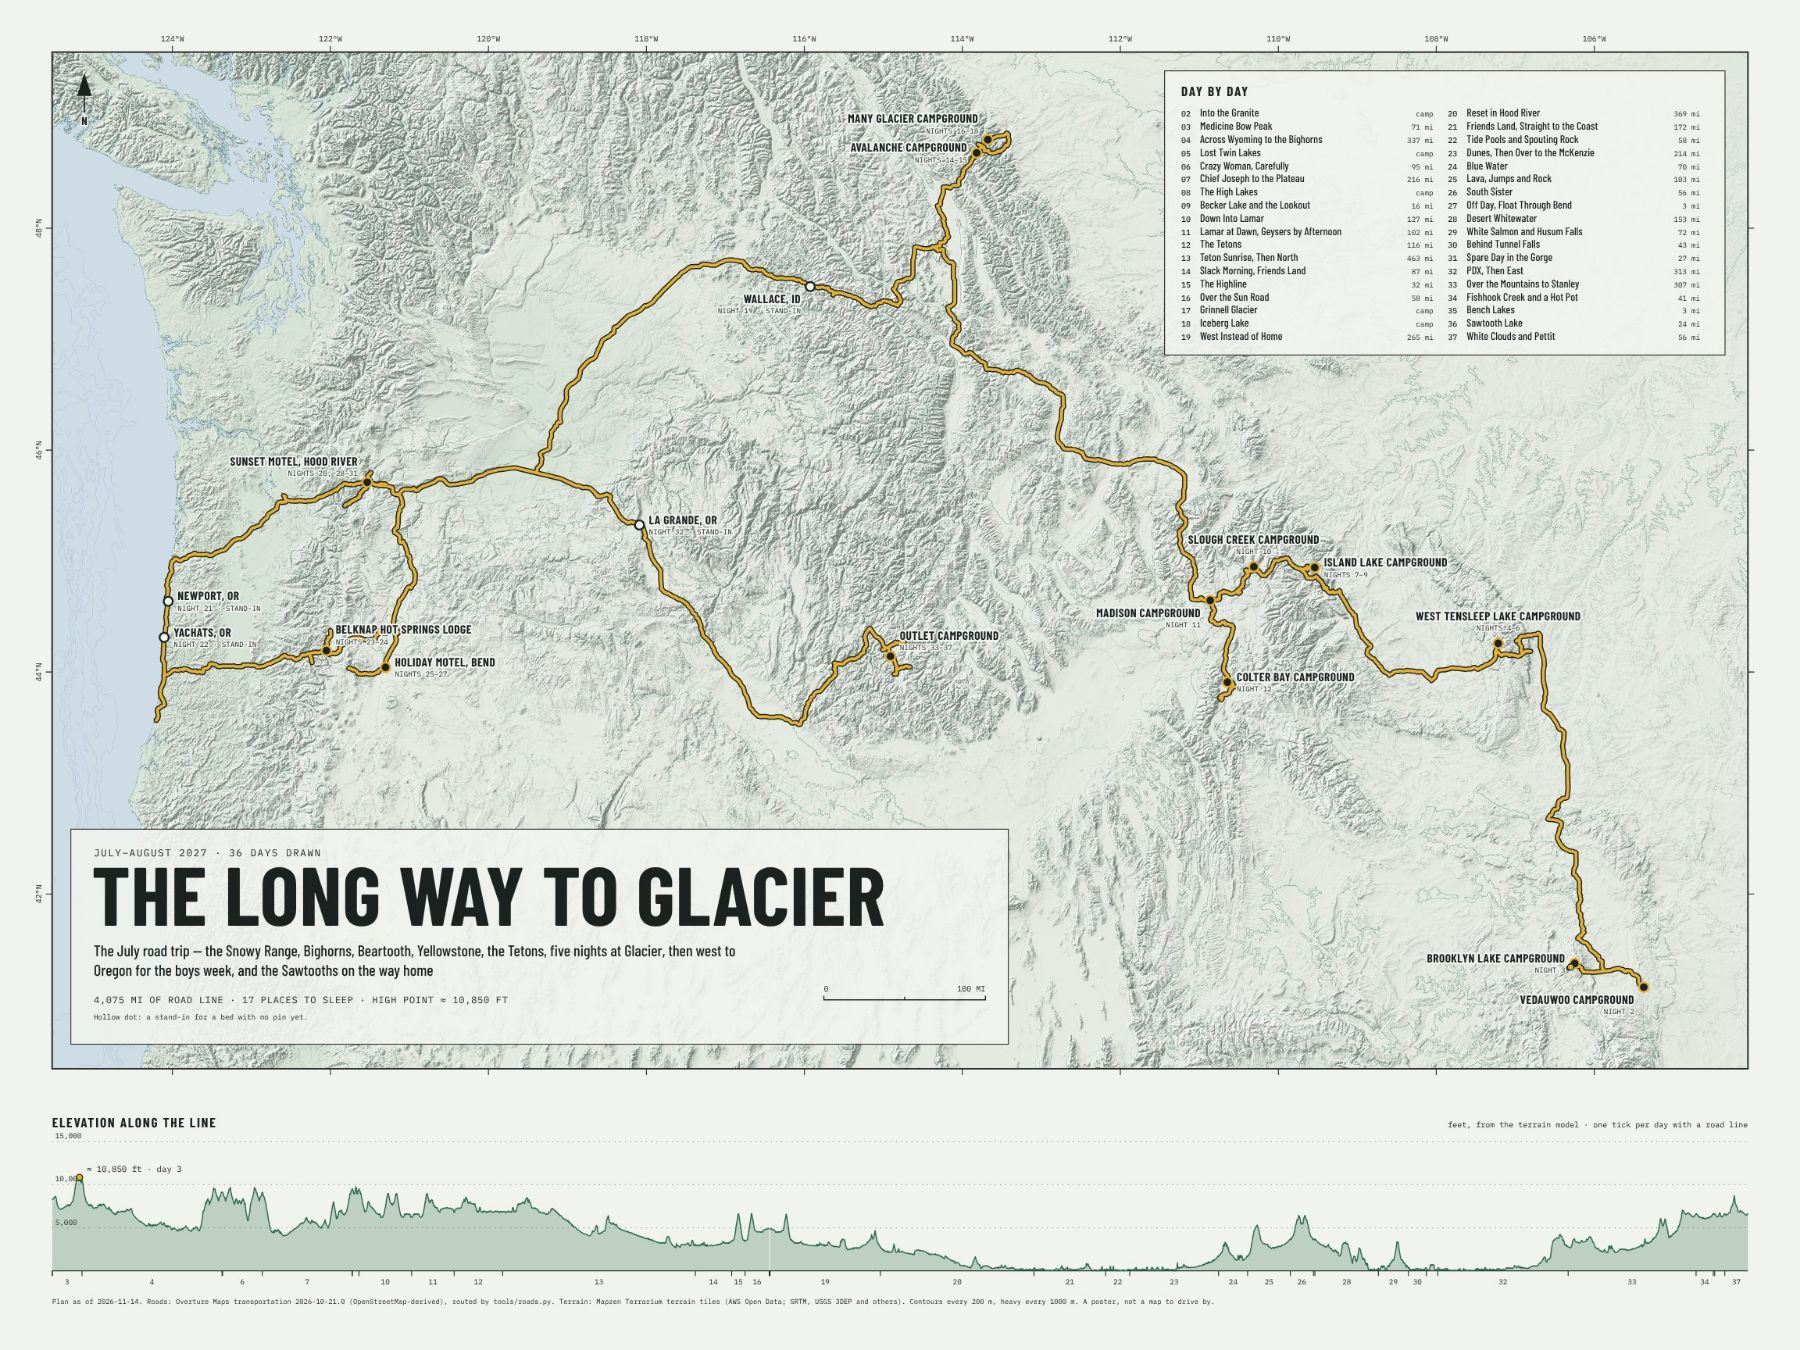 124°W 122°W 120°W 118°W 116°W 114°W 112°W 110°W 108°W 106°W
N
48°N
46°N
44°N
42°N
DAY BY DAY
02 Into the Granite camp
03 Medicine Bow Peak 71 mi
04 Across Wyoming to the Bighorns 337 mi
05 Lost Twin Lakes camp
06 Crazy Woman, Carefully 95 mi
07 Chief Joseph to the Plateau 216 mi
08 The High Lakes camp
09 Becker Lake and the Lookout 16 mi
10 Down Into Lamar 127 mi
11 Lamar at Dawn, Geysers by Afternoon 102 mi
12 The Tetons 116 mi
13 Teton Sunrise, Then North 463 mi
14 Slack Morning, Friends Land 87 mi
15 The Highline 32 mi
16 Over the Sun Road 58 mi
17 Grinnell Glacier camp
18 Iceberg Lake camp
19 West Instead of Home 265 mi
20 Reset in Hood River 369 mi
21 Friends Land, Straight to the Coast 172 mi
22 Tide Pools and Spouting Rock 58 mi
23 Dunes, Then Over to the McKenzie 214 mi
24 Blue Water 70 mi
25 Lava, Jumps and Rock 103 mi
26 South Sister 56 mi
27 Off Day, Float Through Bend 3 mi
28 Desert Whitewater 153 mi
29 White Salmon and Husum Falls 72 mi
30 Behind Tunnel Falls 43 mi
31 Spare Day in the Gorge 27 mi
32 PDX, Then East 313 mi
33 Over the Mountains to Stanley 307 mi
34 Fishhook Creek and a Hot Pot 41 mi
35 Bench Lakes 3 mi
36 Sawtooth Lake 24 mi
37 White Clouds and Pettit 56 mi
MANY GLACIER CAMPGROUND
NIGHTS 16–18
AVALANCHE CAMPGROUND
NIGHTS 14–15
WALLACE, ID
NIGHT 19 · STAND-IN
SUNSET MOTEL, HOOD RIVER
NIGHTS 20, 28–31
LA GRANDE, OR
NIGHT 32 · STAND-IN
SLOUGH CREEK CAMPGROUND
NIGHT 10
ISLAND LAKE CAMPGROUND
NIGHTS 7–9
NEWPORT, OR
NIGHT 21 · STAND-IN
MADISON CAMPGROUND
NIGHT 11
WEST TENSLEEP LAKE CAMPGROUND
NIGHTS 4–6
YACHATS, OR
NIGHT 22 · STAND-IN
BELKNAP HOT SPRINGS LODGE
NIGHTS 23–24
OUTLET CAMPGROUND
NIGHTS 33–37
HOLIDAY MOTEL, BEND
NIGHTS 25–27
COLTER BAY CAMPGROUND
NIGHT 12
BROOKLYN LAKE CAMPGROUND
NIGHT 3
VEDAUWOO CAMPGROUND
NIGHT 2
JULY–AUGUST 2027 · 36 DAYS DRAWN
THE LONG WAY TO GLACIER
The July road trip — the Snowy Range, Bighorns, Beartooth, Yellowstone, the Tetons, five nights at Glacier, then west to
Oregon for the boys week, and the Sawtooths on the way home
4,075 MI OF ROAD LINE · 17 PLACES TO SLEEP · HIGH POINT ≈ 10,850 FT
Hollow dot: a stand-in for a bed with no pin yet.
0 100 MI
ELEVATION ALONG THE LINE
feet, from the terrain model · one tick per day with a road line
15,000
≈ 10,850 ft · day 3
10,000
5,000
3 4 6 7 10 11 12 13 14 15 16 19 20 21 22 23 24 25 26 28 29 30 32 33 34 37
Plan as of 2026-11-14. Roads: Overture Maps transportation 2026-10-21.0 (OpenStreetMap-derived), routed by tools/roads.py. Terrain: Mapzen Terrarium terrain tiles (AWS Open Data; SRTM, USGS 3DEP and others). Contours every 200 m, heavy every 1000 m. A poster, not a map to drive by.